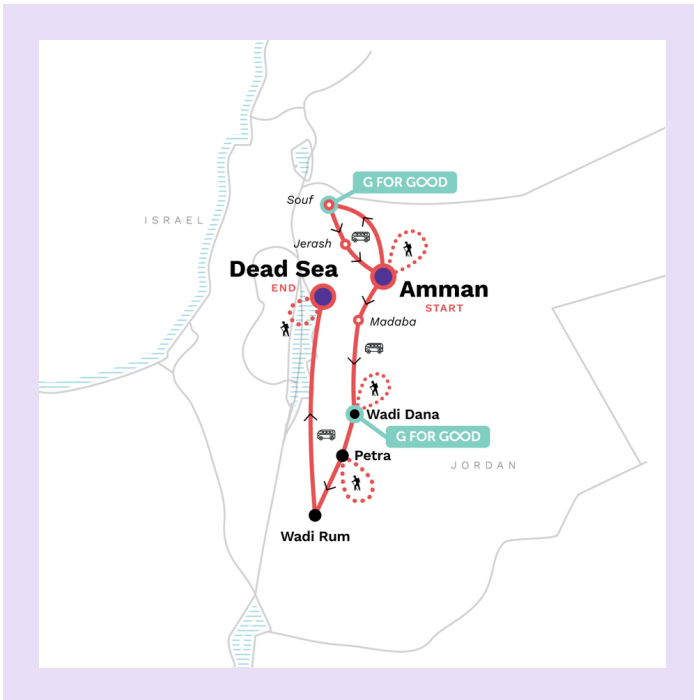 G FOR GOOD
Souf
ISRAEL
Jerash
Dead Sea
END
Amman
START
Madaba
Wadi Dana
G FOR GOOD
Petra
JORDAN
Wadi Rum